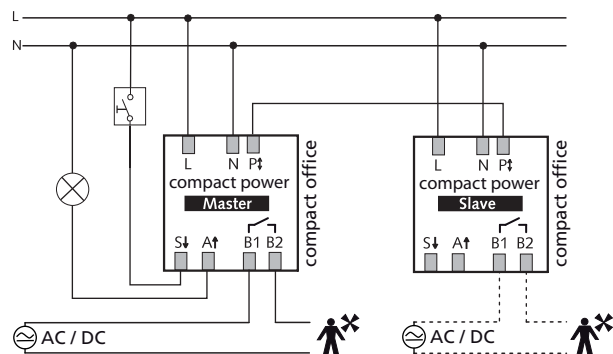 L
N
L N P↕
compact power
Master
S↓ A↑ B1 B2
compact office
AC / DC
L N P↕
compact power
Slave
S↓ A↑ B1 B2
compact office
AC / DC